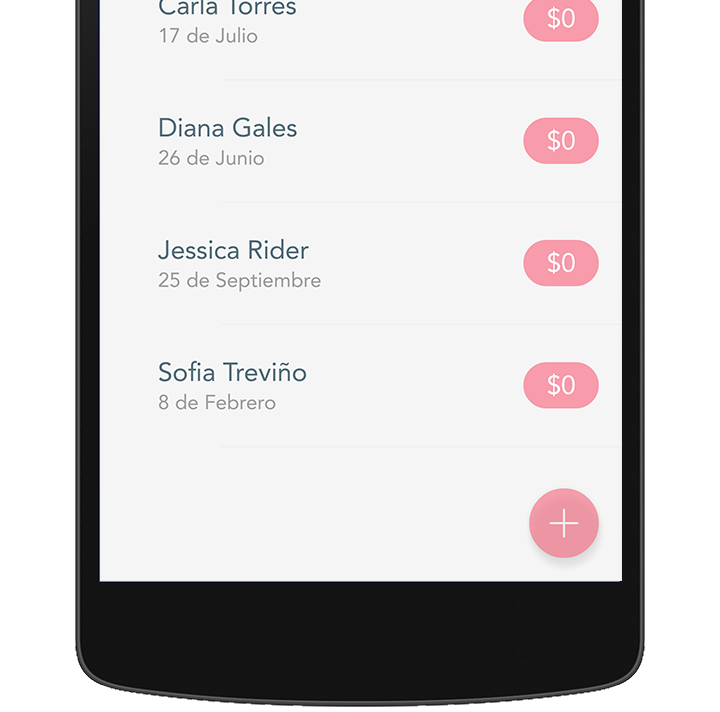 Carla Torres
17 de Julio
$0
Diana Gales
26 de Junio
$0
Jessica Rider
25 de Septiembre
$0
Sofia Treviño
8 de Febrero
$0